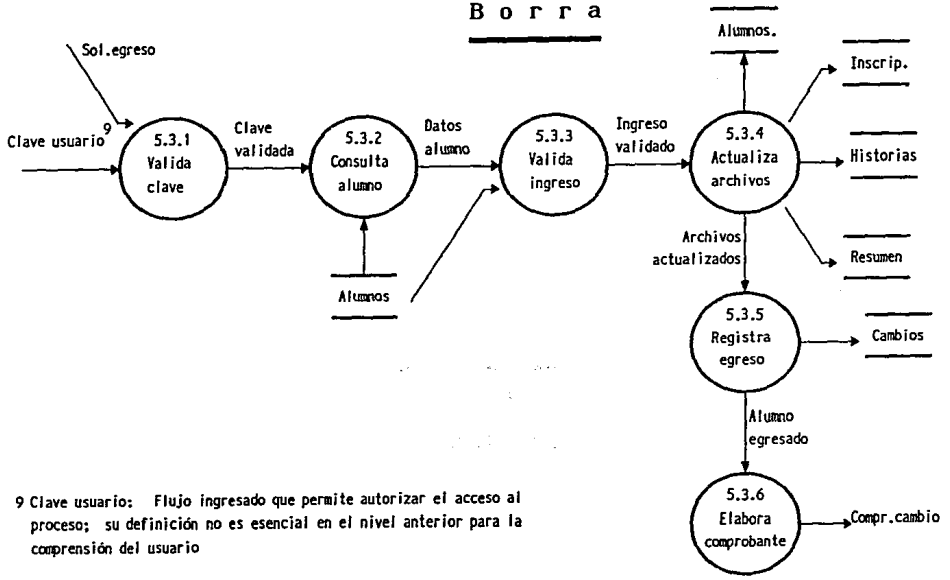 B o r r a
Sol.egreso
Clave usuario 9
5.3.1
Valida
clave
Clave
validada
5.3.2
Consulta
alumno
Datos
alumno
5.3.3
Valida
ingreso
Ingreso
validado
5.3.4
Actualiza
archivos
Alumnos.
Inscrip.
Historias
Resumen
Alumnos
Archivos
actualizados
5.3.5
Registra
egreso
Cambios
Alumno
egresado
5.3.6
Elabora
comprobante
Compr.cambio
9 Clave usuario: Flujo ingresado que permite autorizar el acceso al
proceso; su definición no es esencial en el nivel anterior para la
comprensión del usuario